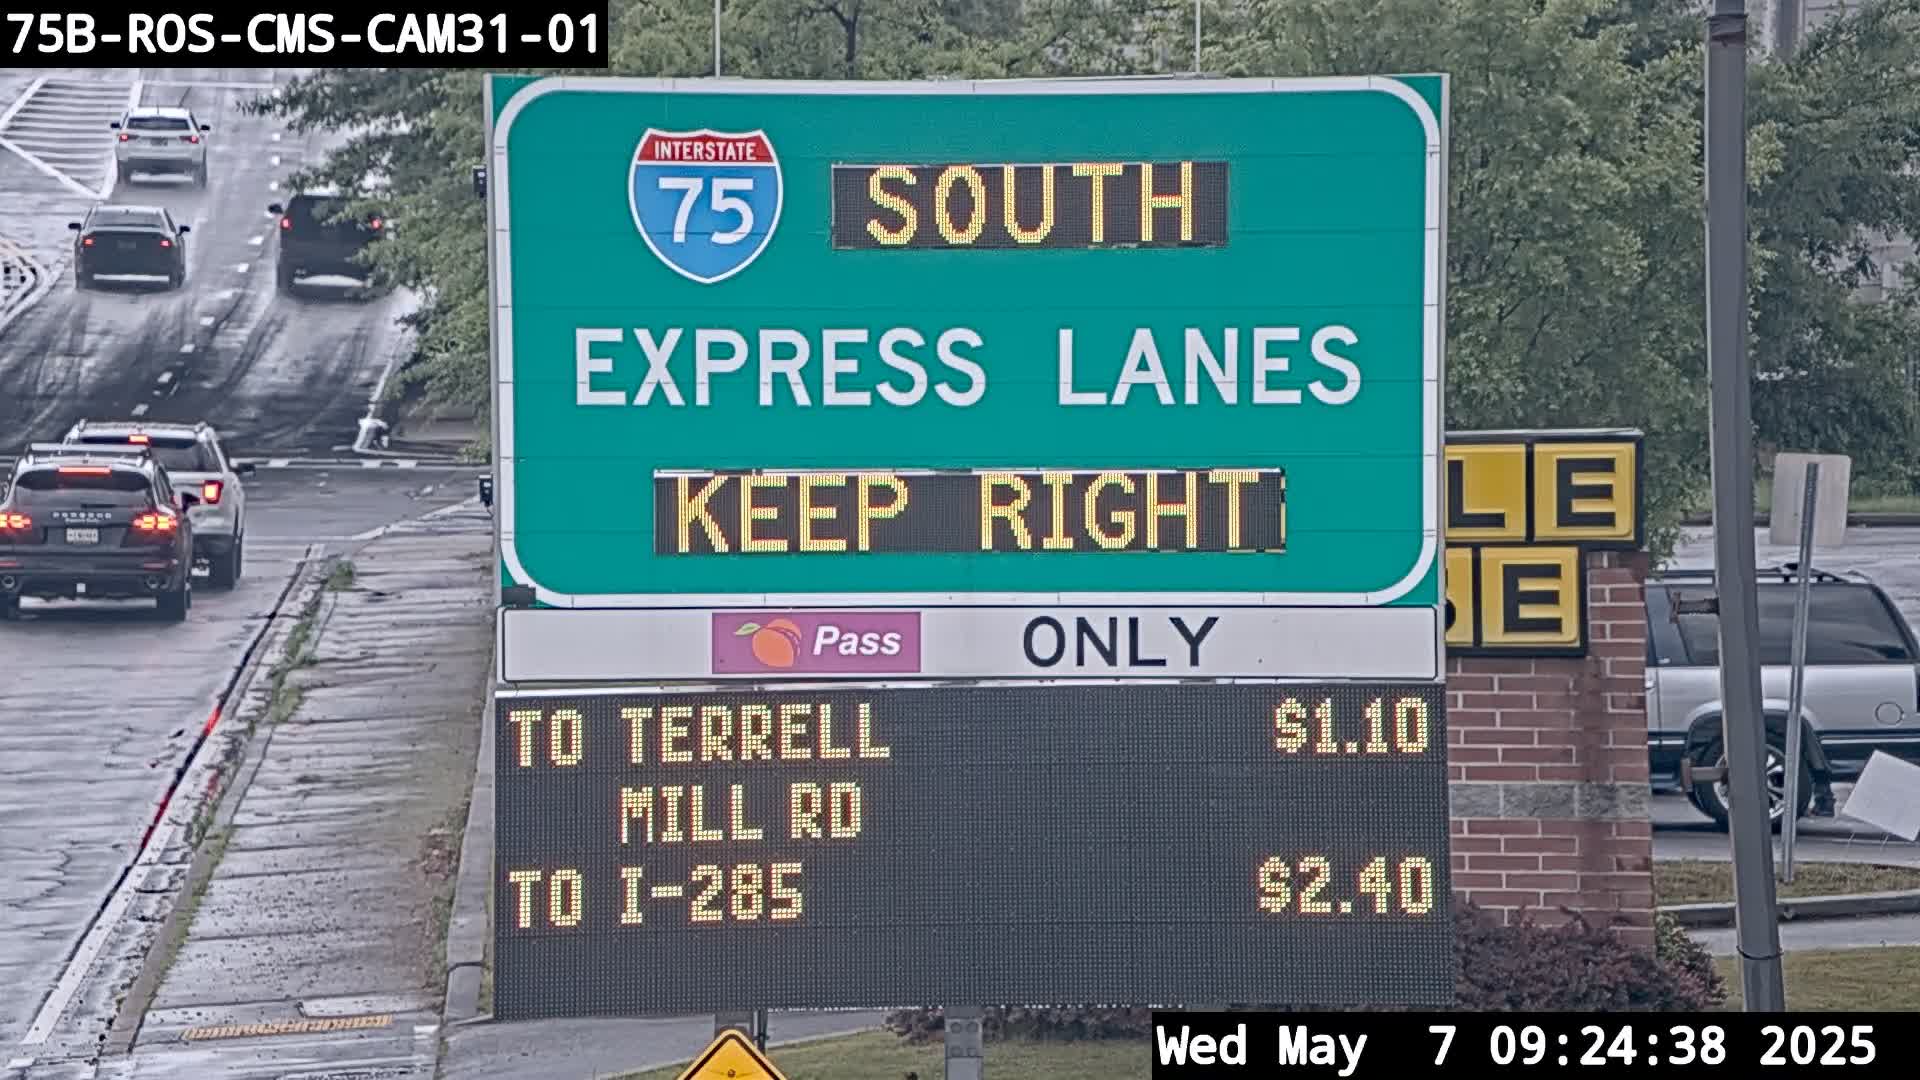 75B-ROS-CMS-CAM31-01
INTERSTATE
75
SOUTH
EXPRESS LANES
KEEP RIGHT
Pass ONLY
TO TERRELL $1.10
MILL RD
TO I-285 $2.40
LE
E
Wed May 7 09:24:38 2025